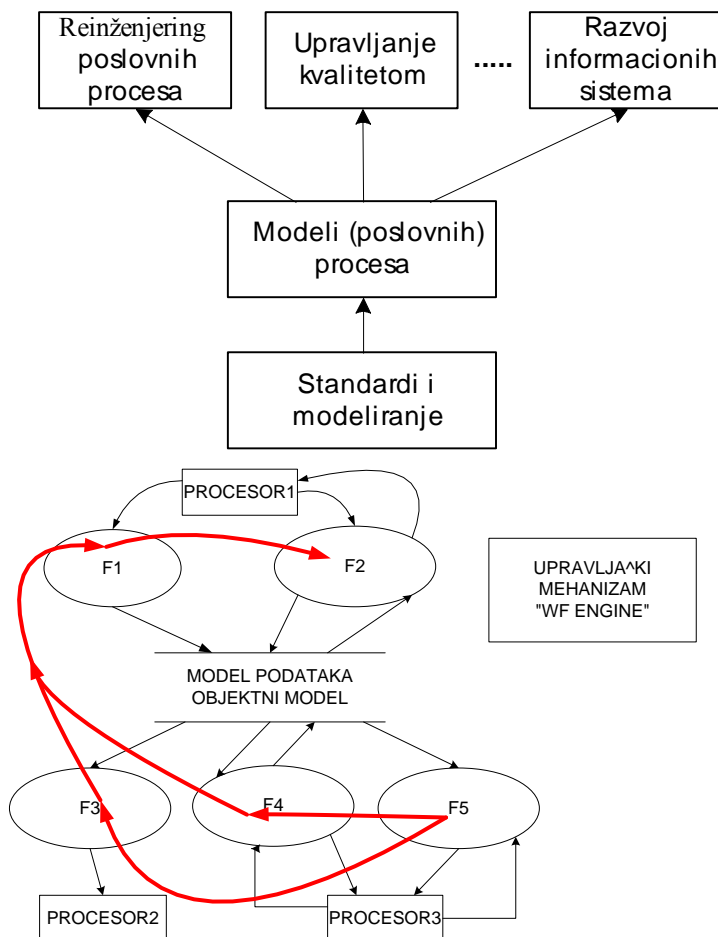 Reinženjering
poslovnih
procesa
Upravljanje
kvalitetom
.....
Razvoj
informacionih
sistema
Modeli (poslovnih)
procesa
Standardi i
modeliranje
PROCESOR1
F1
F2
UPRAVLJA^KI
MEHANIZAM
"WF ENGINE"
MODEL PODATAKA
OBJEKTNI MODEL
F3
F4
F5
PROCESOR2
PROCESOR3